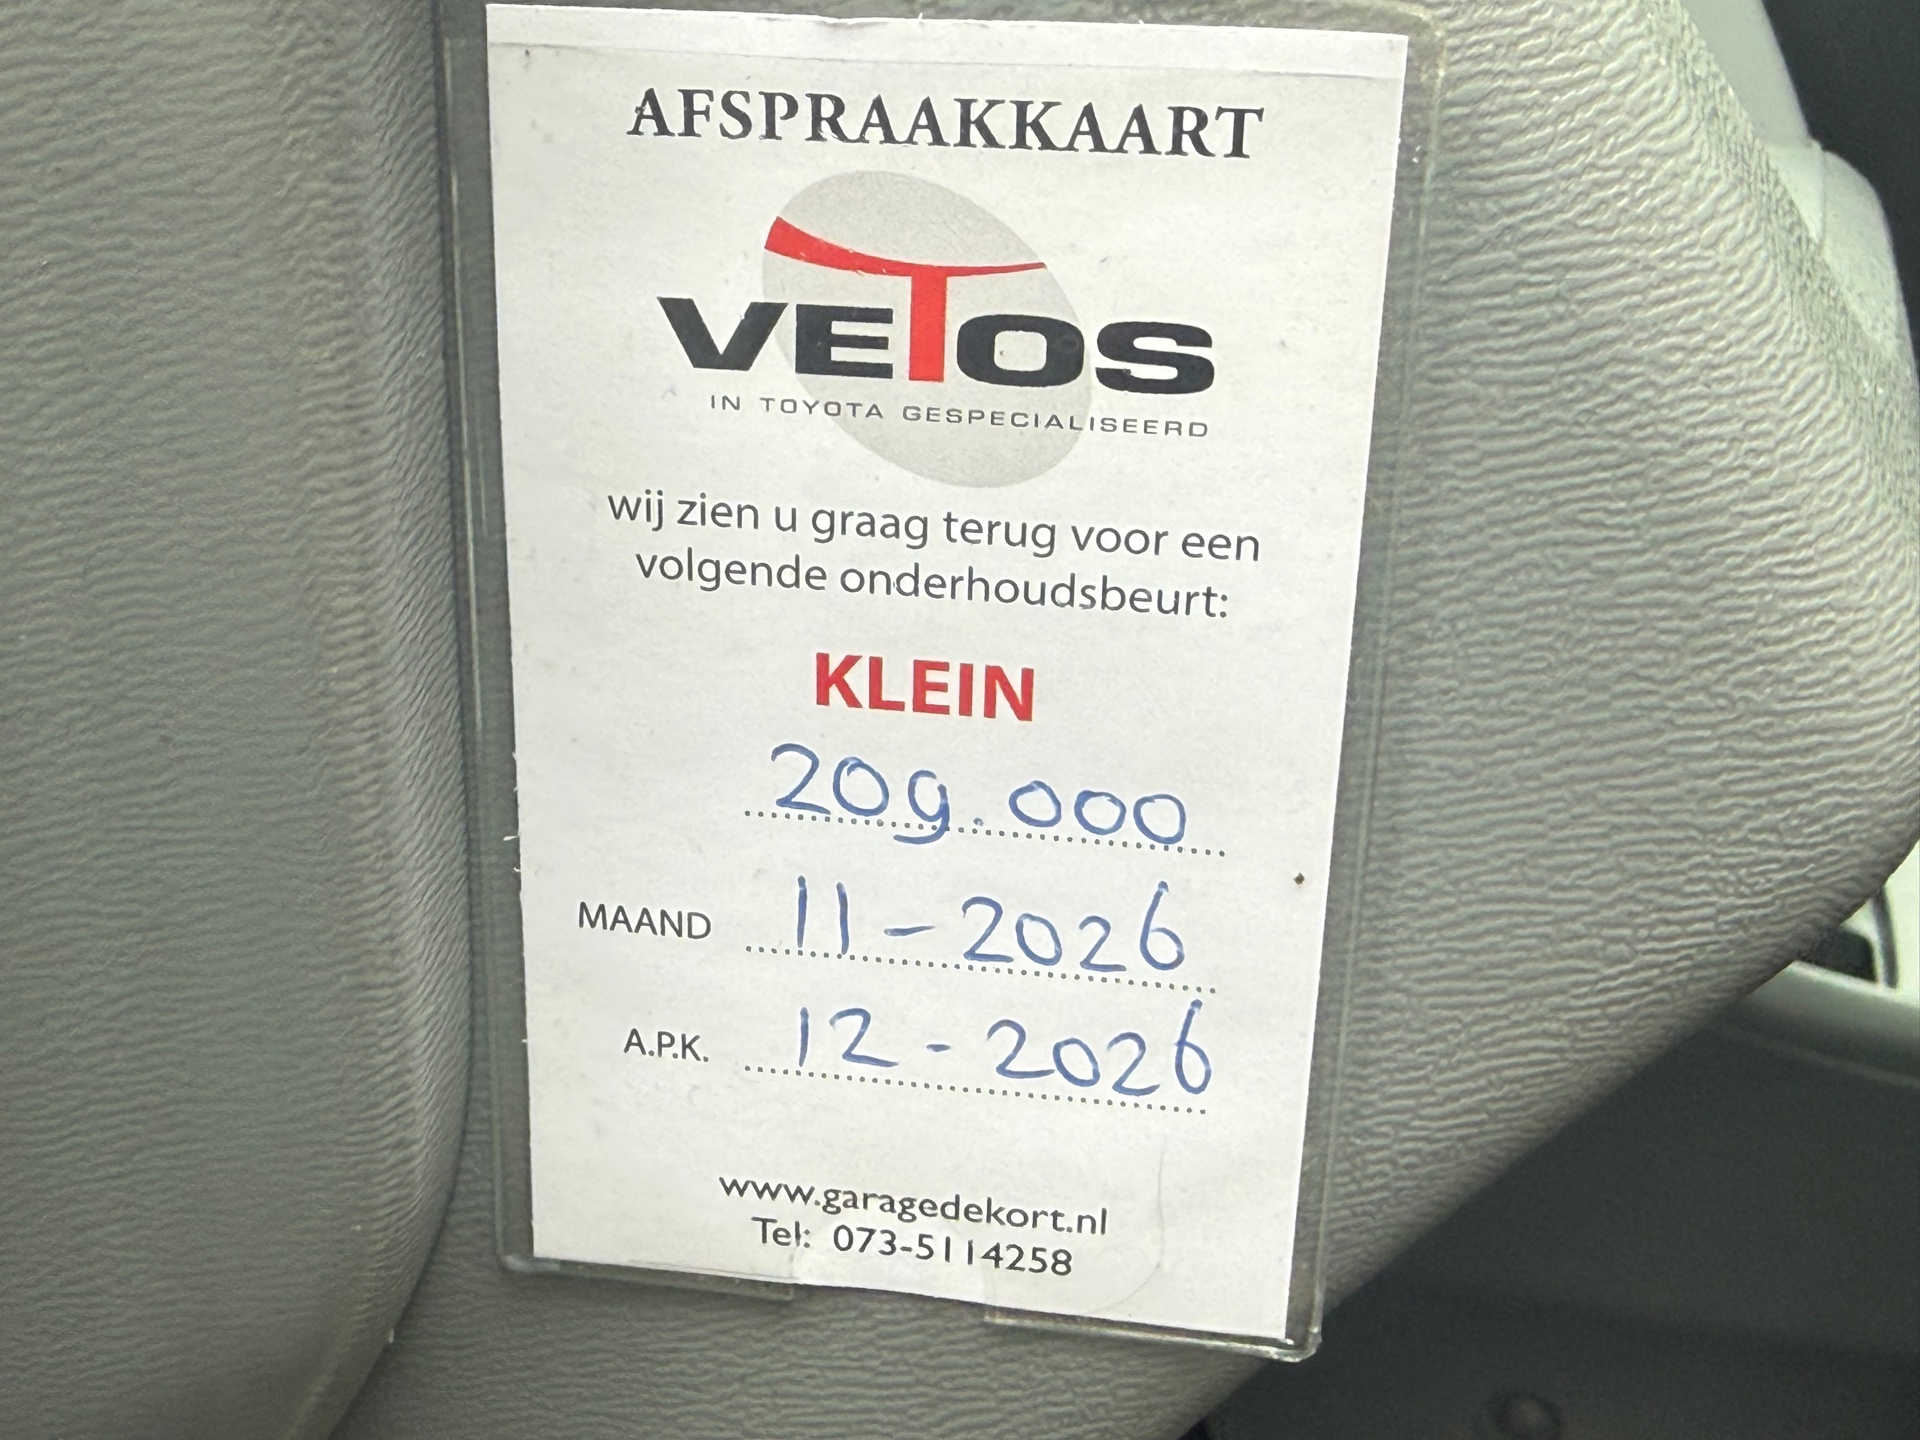 AFSPRAAKKAART
VETOS
IN TOYOTA GESPECIALISEERD
wij zien u graag terug voor een
volgende onderhoudsbeurt:
KLEIN
209.000
MAAND 11-2026
A.P.K. 12-2026
www.garagedekort.nl
Tel: 073-5114258